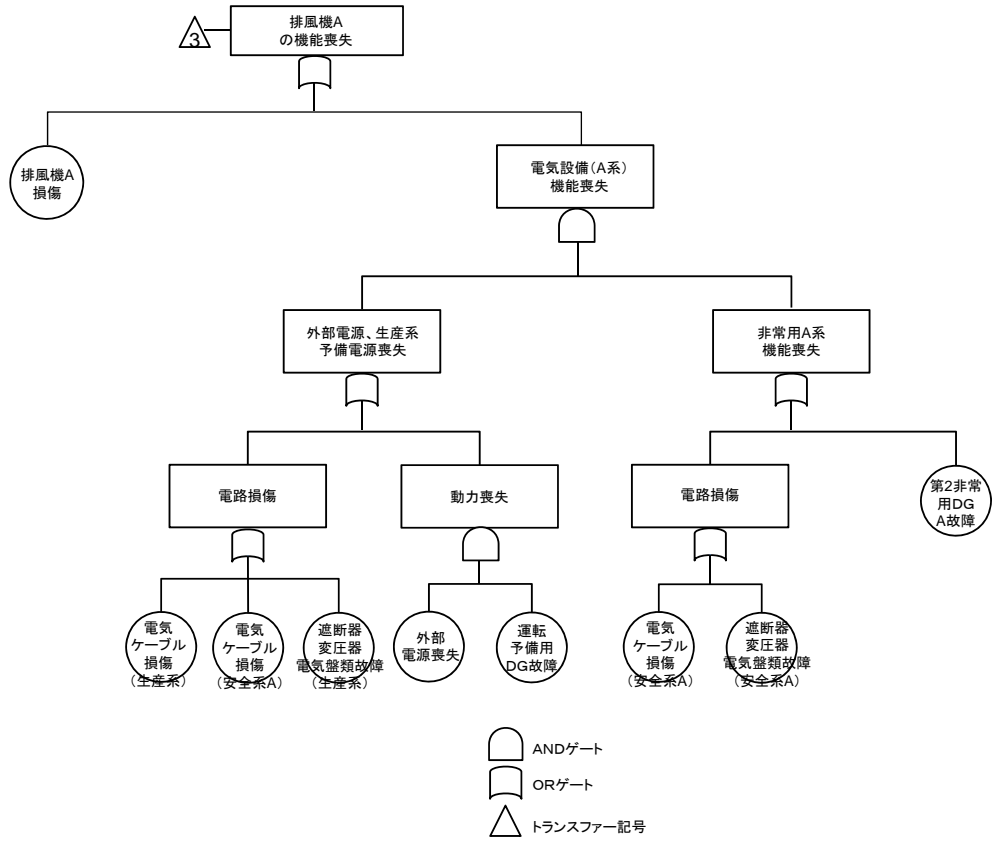 排風機A
の機能喪失
3
排風機A
損傷
電気設備(A系)
機能喪失
外部電源、生産系
予備電源喪失
非常用A系
機能喪失
電路損傷
動力喪失
電路損傷
第2非常
用DG
A故障
電気
ケーブル
損傷
(生産系)
電気
ケーブル
損傷
(安全系A)
遮断器
変圧器
電気盤類故障
(生産系)
外部
電源喪失
運転
予備用
DG故障
電気
ケーブル
損傷
(安全系A)
遮断器
変圧器
電気盤類故障
(安全系A)
ANDゲート
ORゲート
トランスファー記号